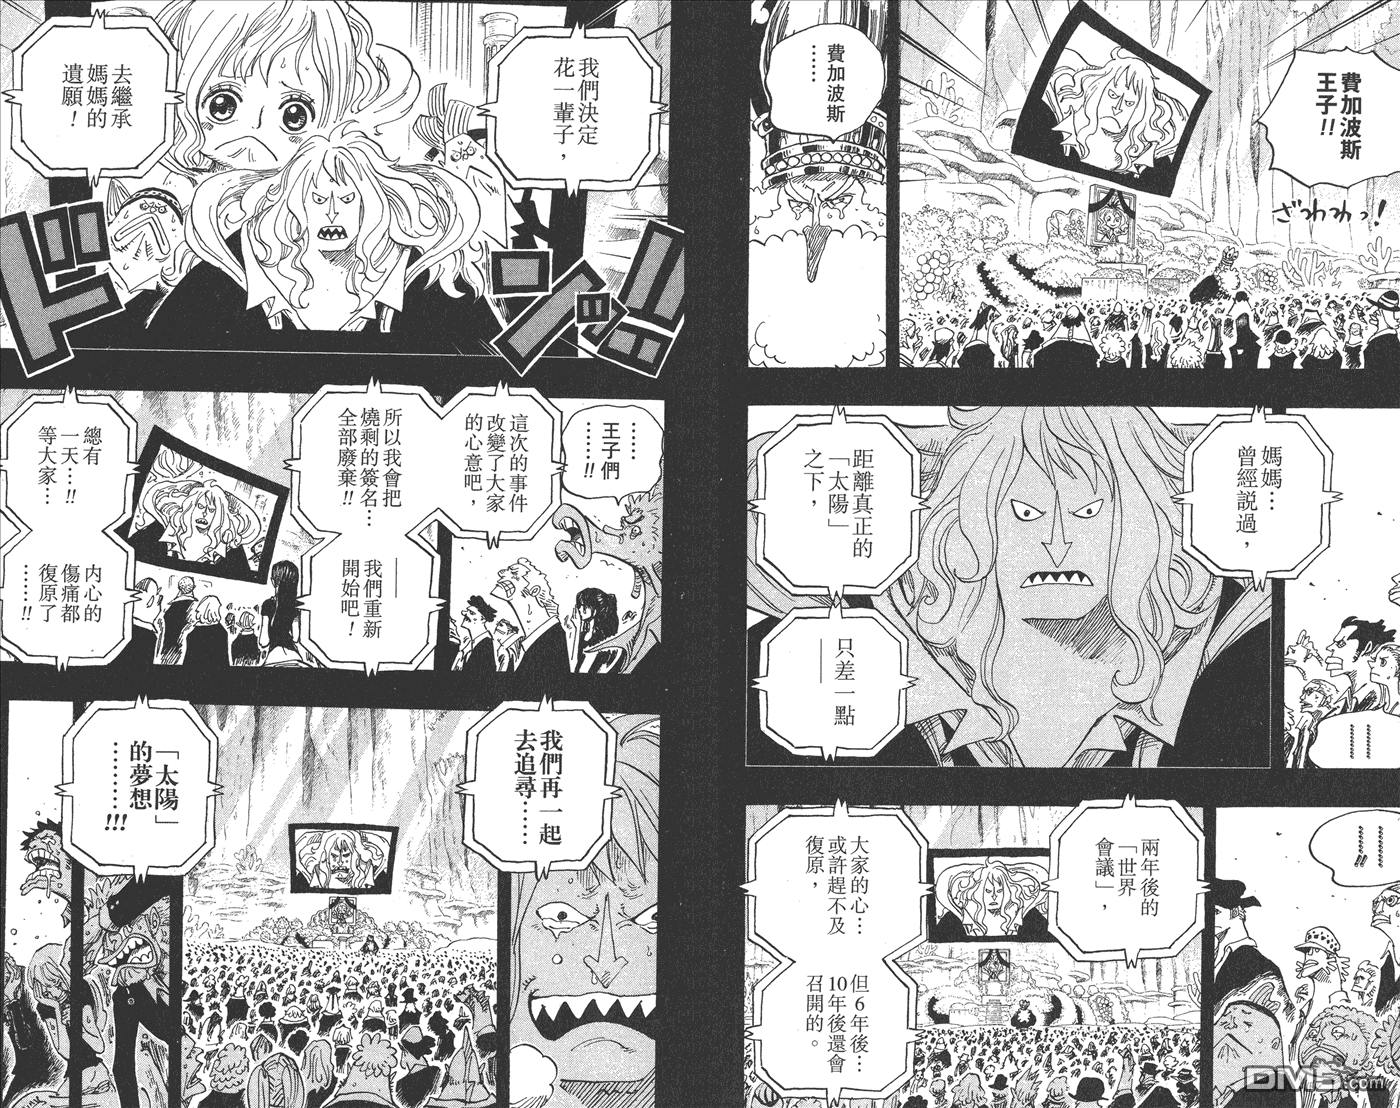 費加波斯
王子!!
ざわわっ!
費加波斯
……
媽媽…
曾經說過，
距離真正的
「太陽」
之下，
只差一點
——
………
………!!
兩年後的
「世界
會議」，
大家的心…
或許趕不及
復原，
但6年後…
10年後還會
召開的。
我們決定
花一輩子，
去繼承
媽媽的
遺願！
ドドンッ!!
………
王子們
……!!
這次的事件
改變了大家
的心意吧，
所以我會把
燒剩的簽名…
全部廢棄!!
——
我們重新
開始吧！
總有
一天…!!
等大家…
內心的
傷痛都
復原了
……!!
我們再一起
去追尋……
「太陽」
的夢想
………!!!
DM5.com